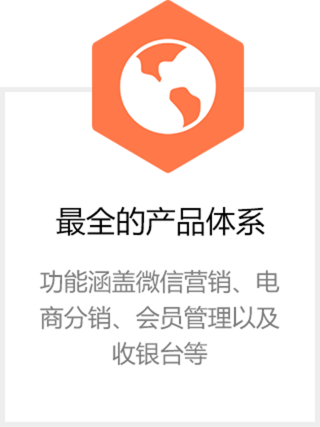 最全的产品体系
功能涵盖微信营销、电
商分销、会员管理以及
收银台等